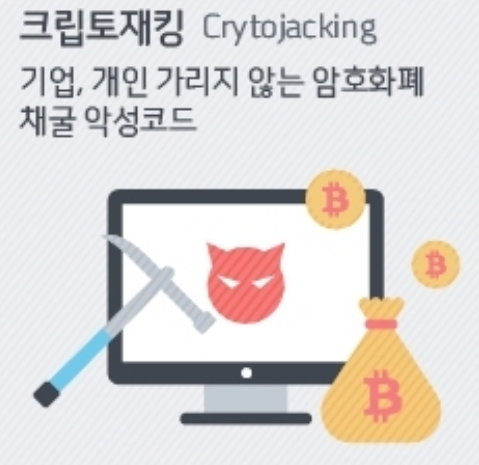 크립토재킹 Crytojacking
기업, 개인 가리지 않는 암호화폐
채굴 악성코드